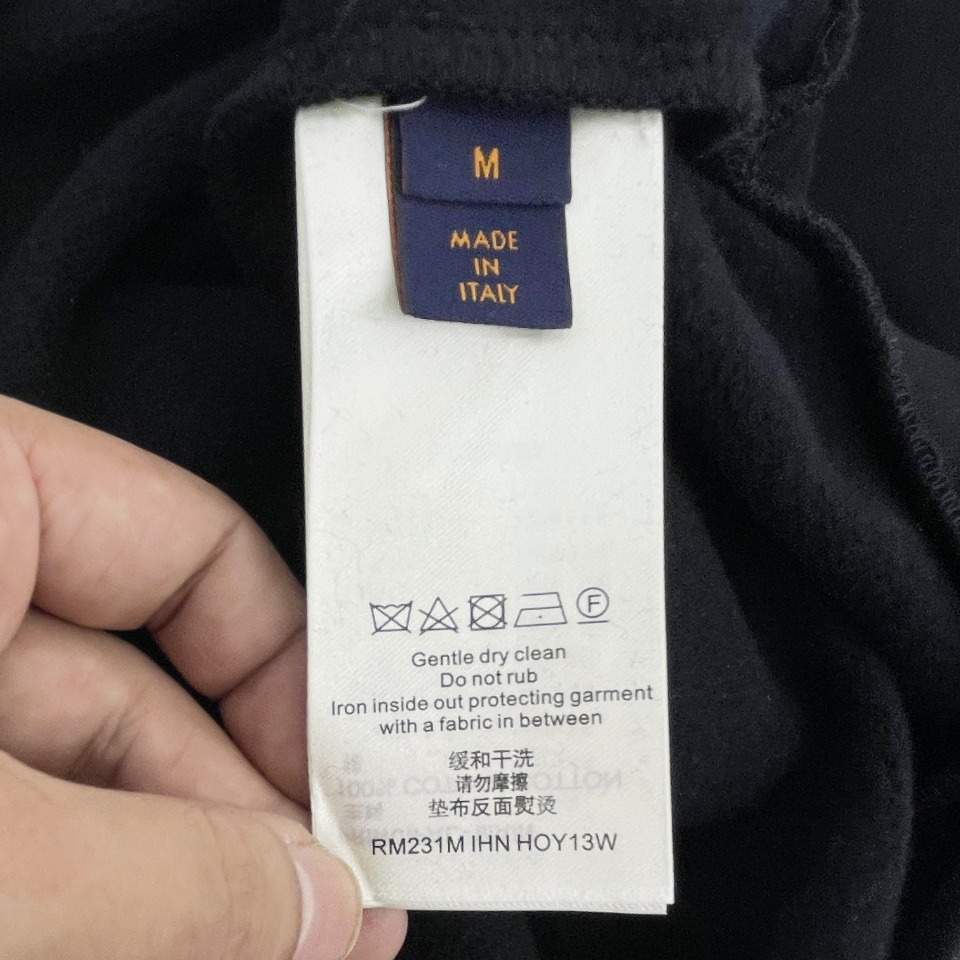 M
MADE
IN
ITALY
F
Gentle dry clean
Do not rub
Iron inside out protecting garment
with a fabric in between
缓和干洗
请勿摩擦
垫布反面熨烫
RM231M IHN HOY13W